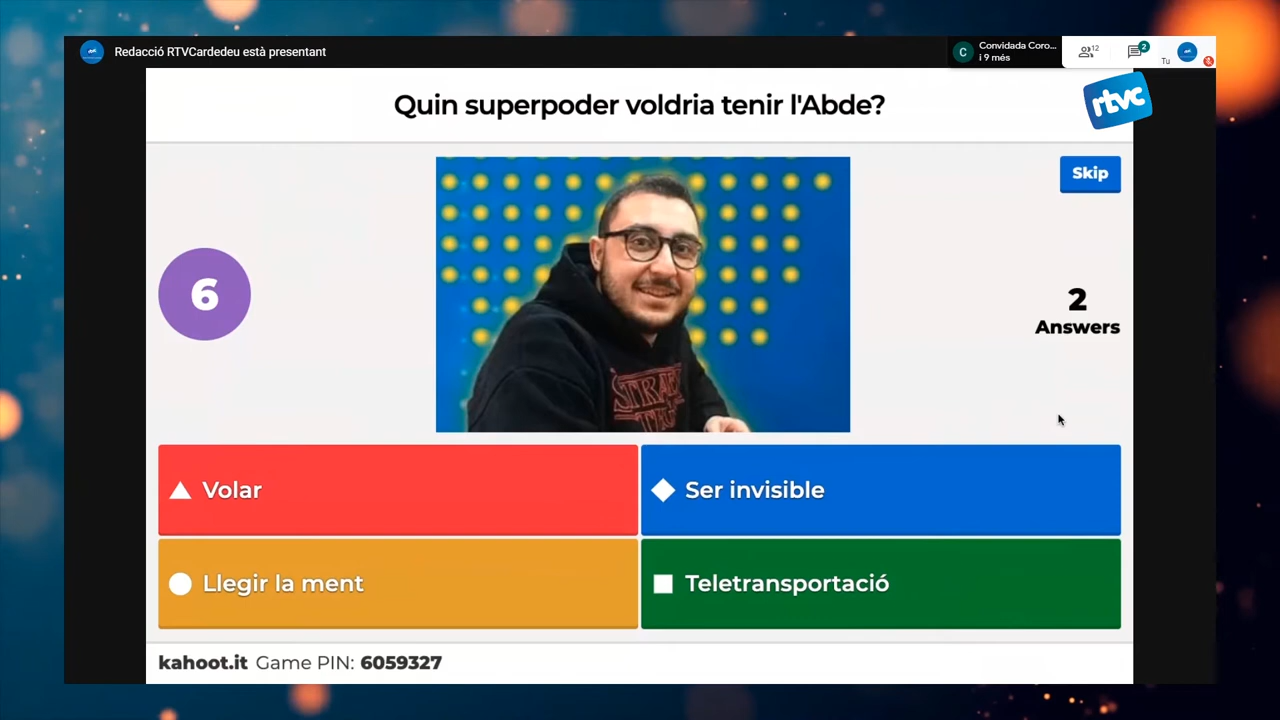 Redacció RTVCardedeu està presentant
C
Convidada Coro...
i 9 més
12
2
Tu
rtvc
Quin superpoder voldria tenir l'Abde?
Skip
6
2
Answers
Volar
Ser invisible
Llegir la ment
Teletransportació
kahoot.it Game PIN: 6059327